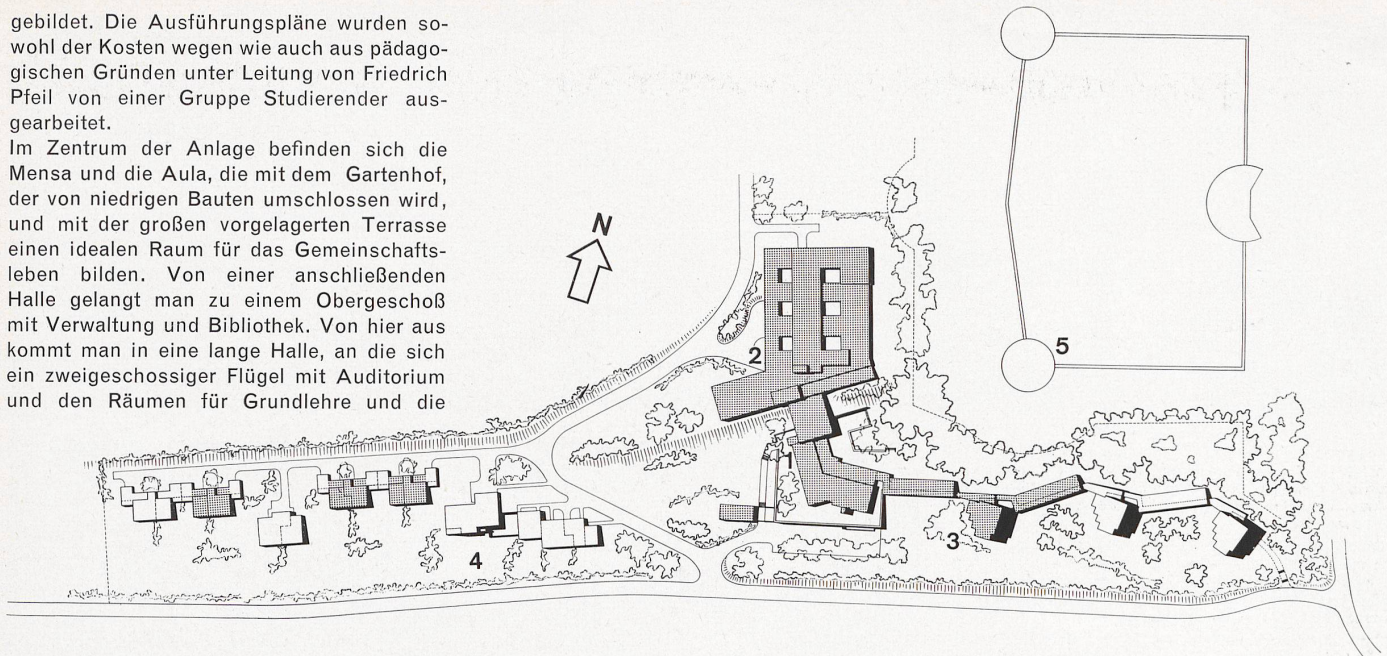 gebildet. Die Ausführungspläne wurden so-
wohl der Kosten wegen wie auch aus pädago-
gischen Gründen unter Leitung von Friedrich
Pfeil von einer Gruppe Studierender aus-
gearbeitet.
Im Zentrum der Anlage befinden sich die
Mensa und die Aula, die mit dem Gartenhof,
der von niedrigen Bauten umschlossen wird,
und mit der großen vorgelagerten Terrasse
einen idealen Raum für das Gemeinschafts-
leben bilden. Von einer anschließenden
Halle gelangt man zu einem Obergeschoß
mit Verwaltung und Bibliothek. Von hier aus
kommt man in eine lange Halle, an die sich
ein zweigeschossiger Flügel mit Auditorium
und den Räumen für Grundlehre und die
N
5
2
1
3
4